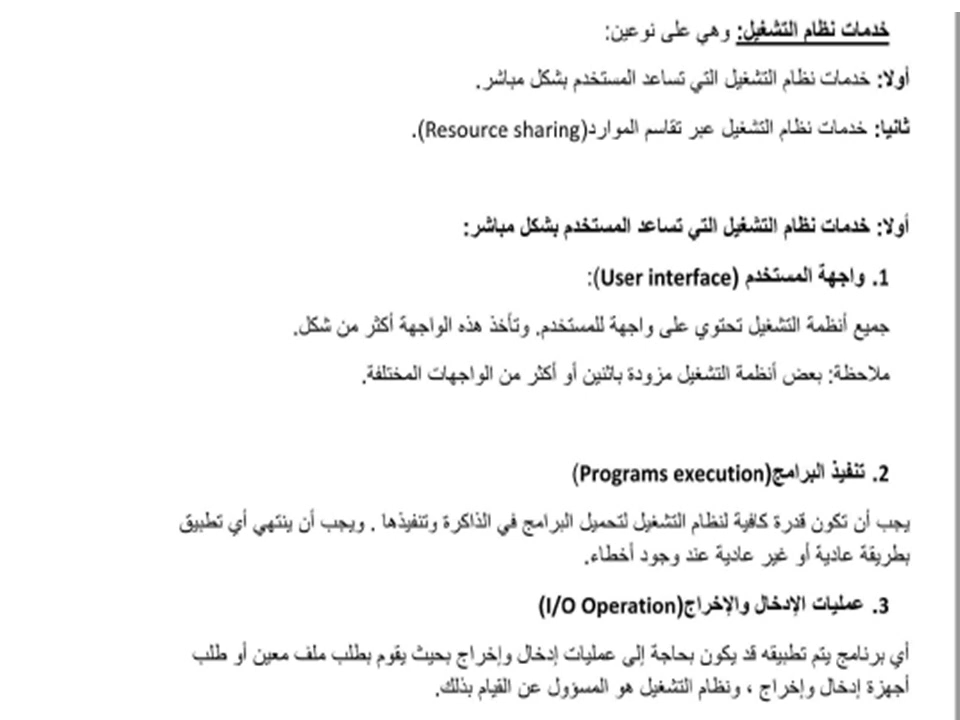 خدمات نظام التشغيل: وهي على نوعين:
أولا: خدمات نظام التشغيل التي تساعد المستخدم بشكل مباشر.
ثانيا: خدمات نظام التشغيل عبر تقاسم الموارد(Resource sharing).
أولا: خدمات نظام التشغيل التي تساعد المستخدم بشكل مباشر:
1. واجهة المستخدم (User interface):
جميع أنظمة التشغيل تحتوي على واجهة للمستخدم. وتأخذ هذه الواجهة أكثر من شكل.
ملاحظة: بعض أنظمة التشغيل مزودة باثنين أو أكثر من الواجهات المختلفة.
2. تنفيذ البرامج(Programs execution)
يجب أن تكون قدرة كافية لنظام التشغيل لتحميل البرامج في الذاكرة وتنفيذها . ويجب أن ينتهي أي تطبيق
بطريقة عادية أو غير عادية عند وجود أخطاء.
3. عمليات الإدخال والإخراج(I/O Operation)
أي برنامج يتم تطبيقه قد يكون بحاجة إلى عمليات إدخال وإخراج بحيث يقوم بطلب ملف معين أو طلب
أجهزة إدخال وإخراج ، ونظام التشغيل هو المسؤول عن القيام بذلك.